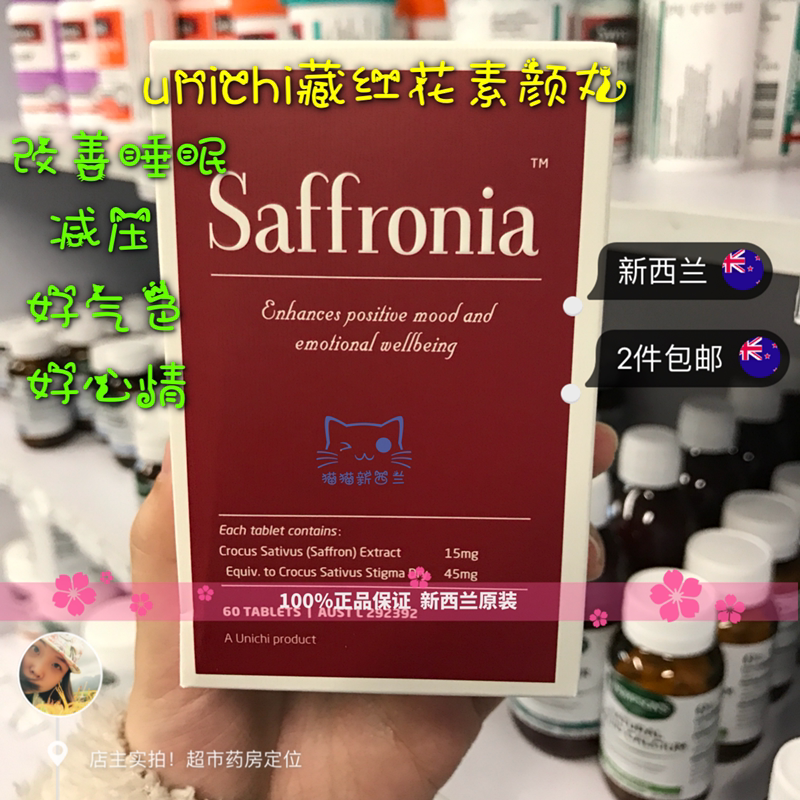 unichi藏红花素颜丸
改善睡眠
减压
好气色
好心情
Saffronia™
Enhances positive mood and
emotional wellbeing
新西兰
2件包邮
猫猫新西兰
Each tablet contains:
Crocus Sativus (Saffron) Extract 15mg
Equiv. to Crocus Sativus Stigma 45mg
100%正品保证 新西兰原装
60 TABLETS | AUST L 292392
A Unichi product
店主实拍！超市药房定位